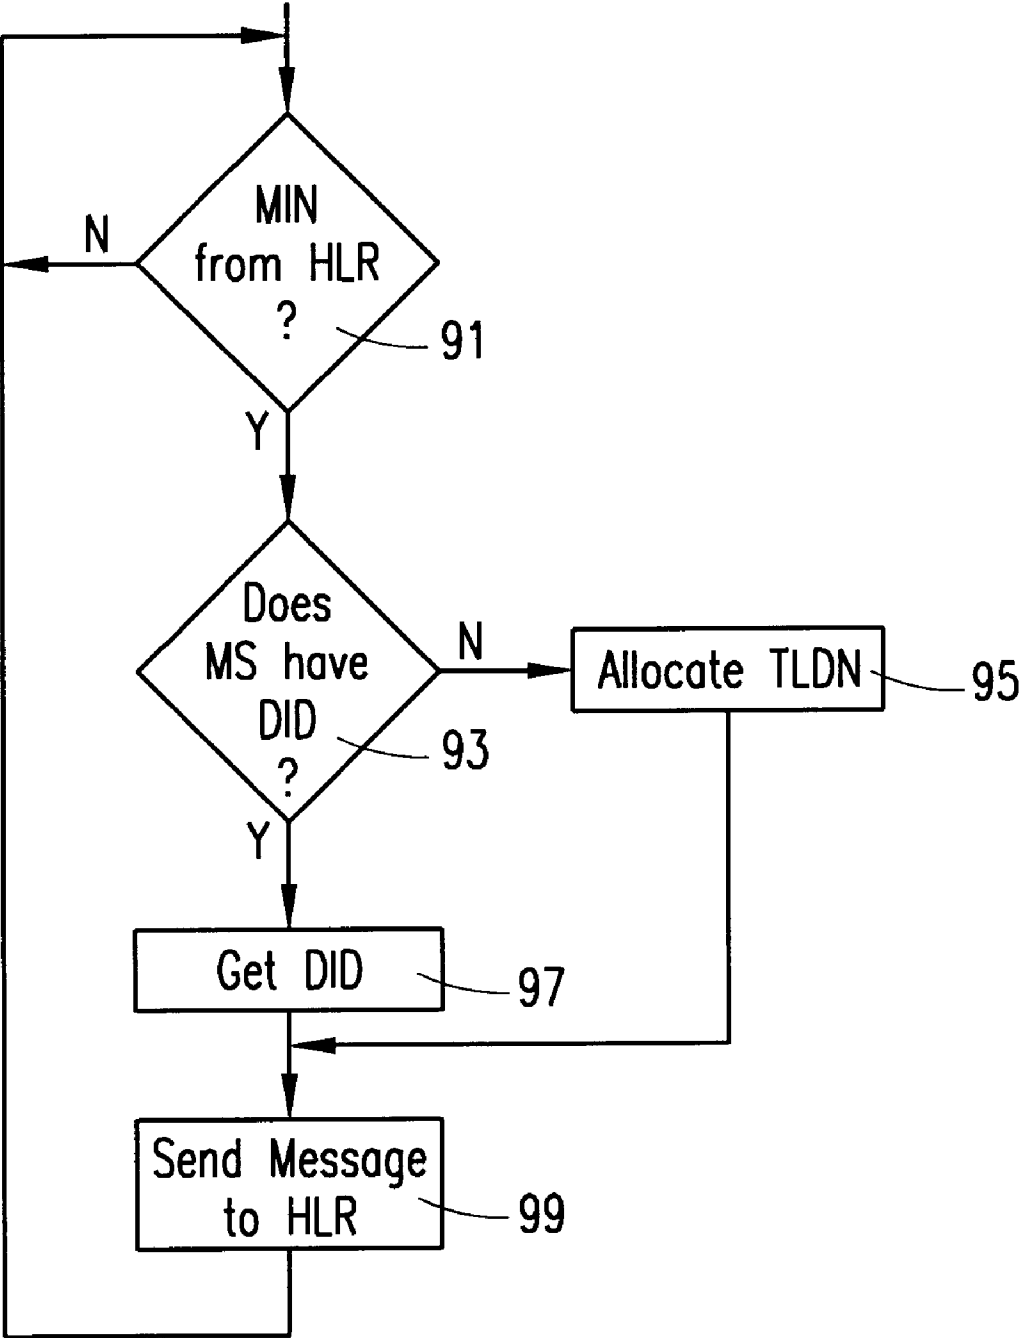 MIN
from HLR
?
91
N
Y
Does
MS have
DID
?
93
N
Allocate TLDN
95
Y
Get DID
97
Send Message
to HLR
99